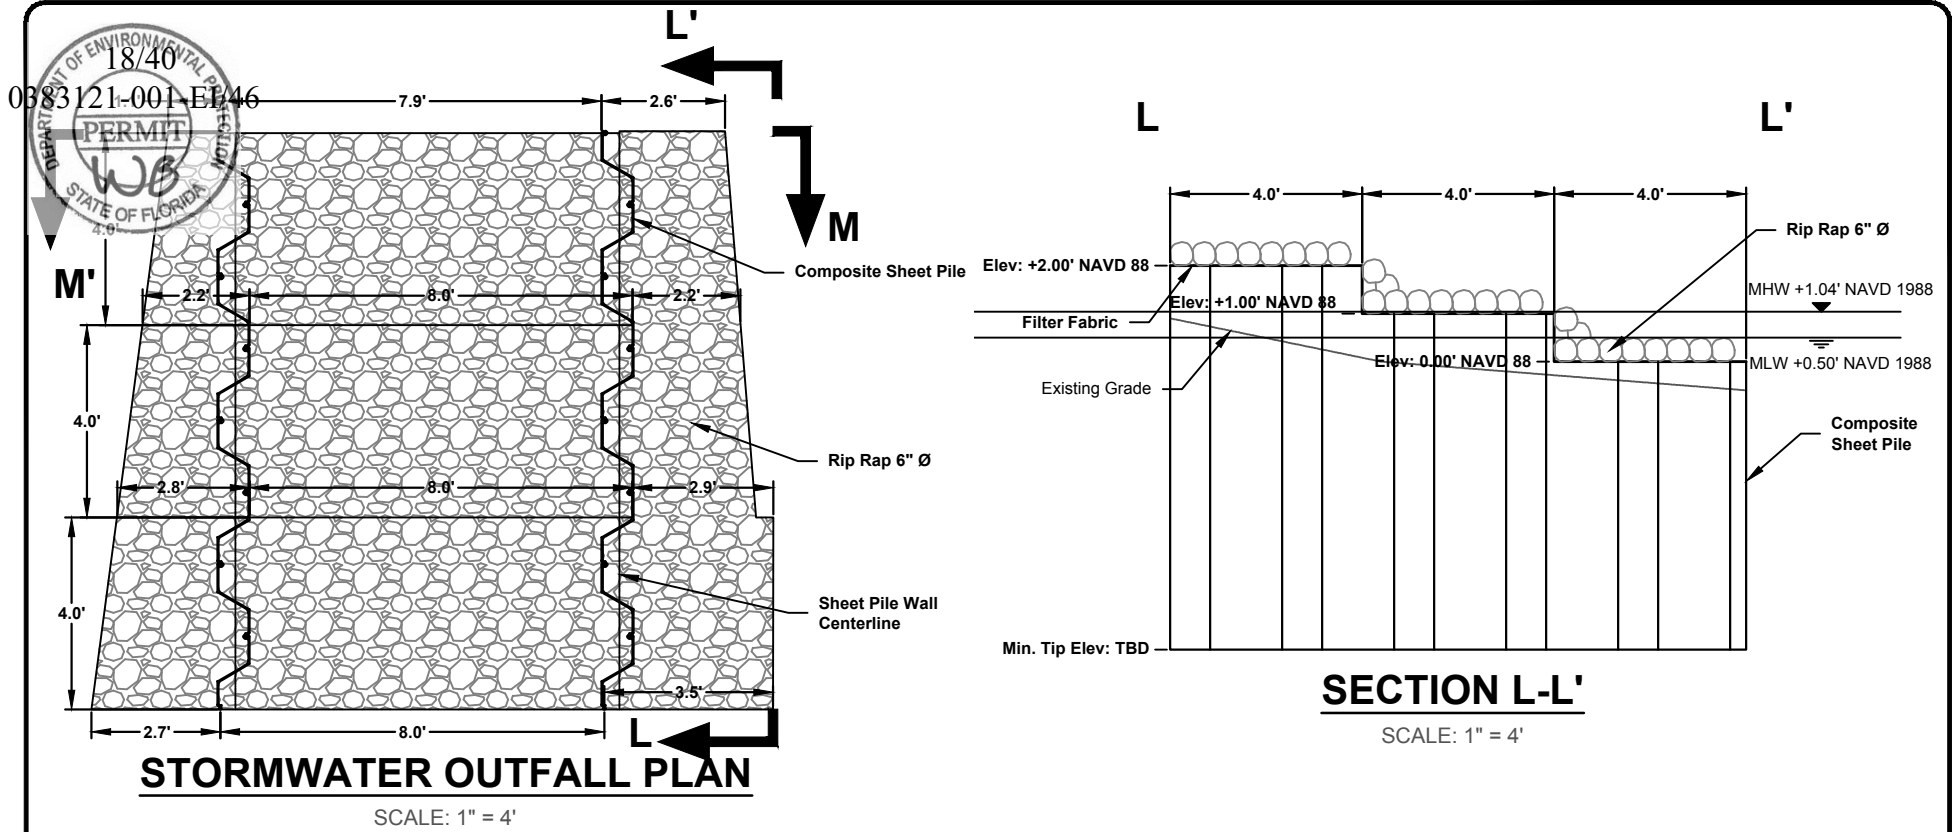 L'
DEPARTMENT OF ENVIRONMENTAL PROTECTION
18/40
0383121-001-EI/46
PERMIT
WB
STATE OF FLORIDA
7.9'
2.6'
4.0'
M'
M
Composite Sheet Pile
2.2'
8.0'
2.2'
4.0'
Rip Rap 6" Ø
2.8'
8.0'
2.9'
4.0'
Sheet Pile Wall
Centerline
3.5'
2.7'
8.0'
L
STORMWATER OUTFALL PLAN
SCALE: 1" = 4'
L
L'
4.0'
4.0'
4.0'
Rip Rap 6" Ø
Elev: +2.00' NAVD 88
MHW +1.04' NAVD 1988
Elev: +1.00' NAVD 88
Filter Fabric
Elev: 0.00' NAVD 88
MLW +0.50' NAVD 1988
Existing Grade
Composite
Sheet Pile
Min. Tip Elev: TBD
SECTION L-L'
SCALE: 1" = 4'